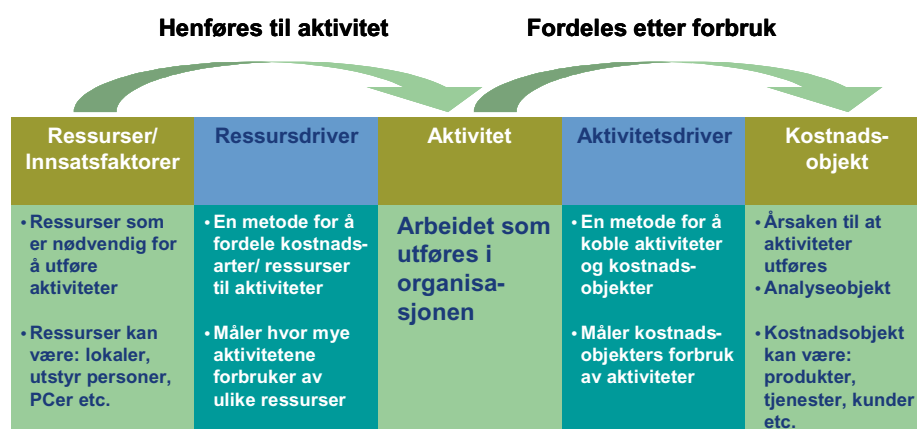 Henføres til aktivitet
Fordeles etter forbruk
Ressurser/
Innsatsfaktorer
Ressursdriver
Aktivitet
Aktivitetsdriver
Kostnads-
objekt
• Ressurser som
er nødvendig for
å utføre
aktiviteter
• Ressurser kan
være: lokaler,
utstyr personer,
PCer etc.
• En metode for å
fordele kostnads-
arter/ ressurser
til aktiviteter
• Måler hvor mye
aktivitetene
forbruker av
ulike ressurser
Arbeidet som
utføres i
organisa-
sjonen
• En metode for å
koble aktiviteter
og kostnads-
objekter
• Måler kostnads-
objekters forbruk
av aktiviteter
• Årsaken til at
aktiviteter
utføres
• Analyseobjekt
• Kostnadsobjekt
kan være:
produkter,
tjenester, kunder
etc.